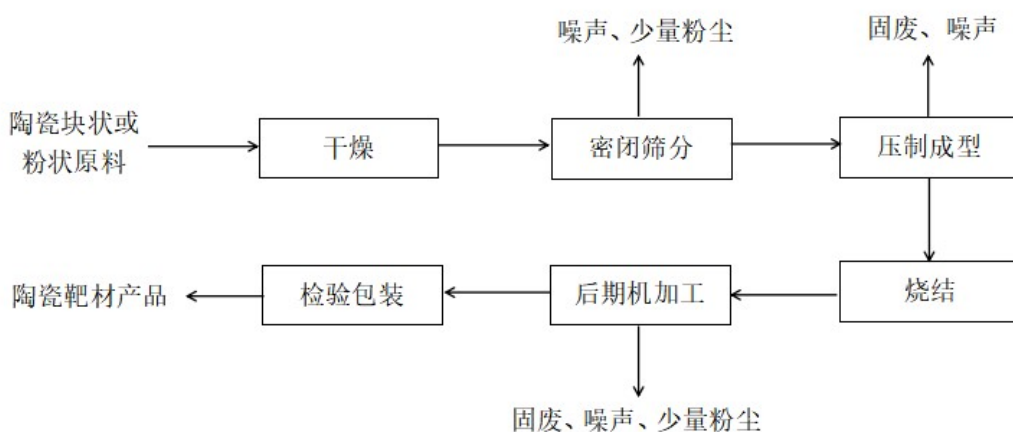 噪声、少量粉尘
固废、噪声
陶瓷块状或
粉状原料
干燥
密闭筛分
压制成型
陶瓷靶材产品
检验包装
后期机加工
烧结
固废、噪声、少量粉尘